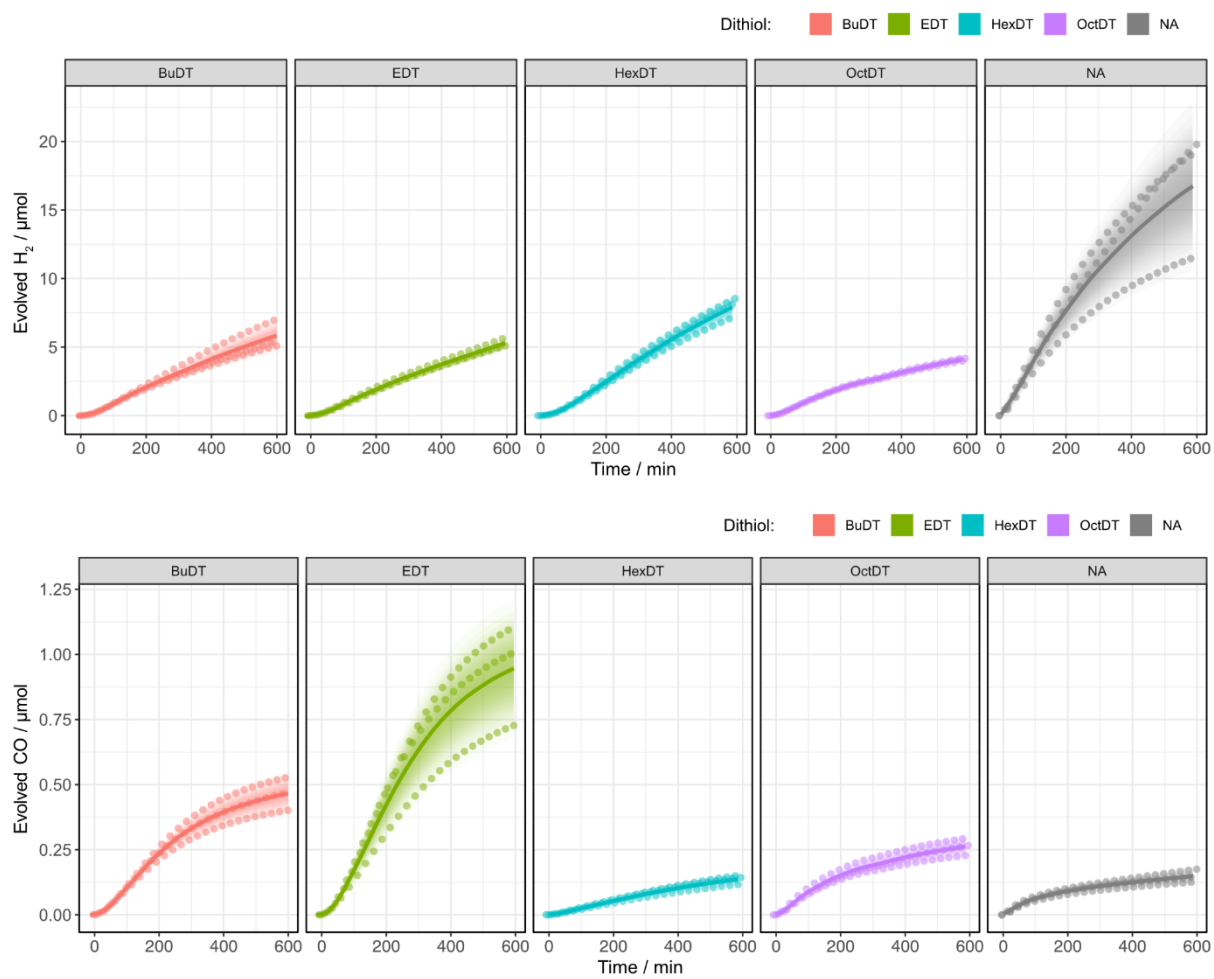 Dithiol: BuDT EDT HexDT OctDT NA
BuDT EDT HexDT OctDT NA
20
15
10
5
0
Evolved H₂ / μmol
0 200 400 600 0 200 400 600 0 200 400 600 0 200 400 600 0 200 400 600
Time / min
Dithiol: BuDT EDT HexDT OctDT NA
BuDT EDT HexDT OctDT NA
1.25
1.00
0.75
0.50
0.25
0.00
Evolved CO / μmol
0 200 400 600 0 200 400 600 0 200 400 600 0 200 400 600 0 200 400 600
Time / min